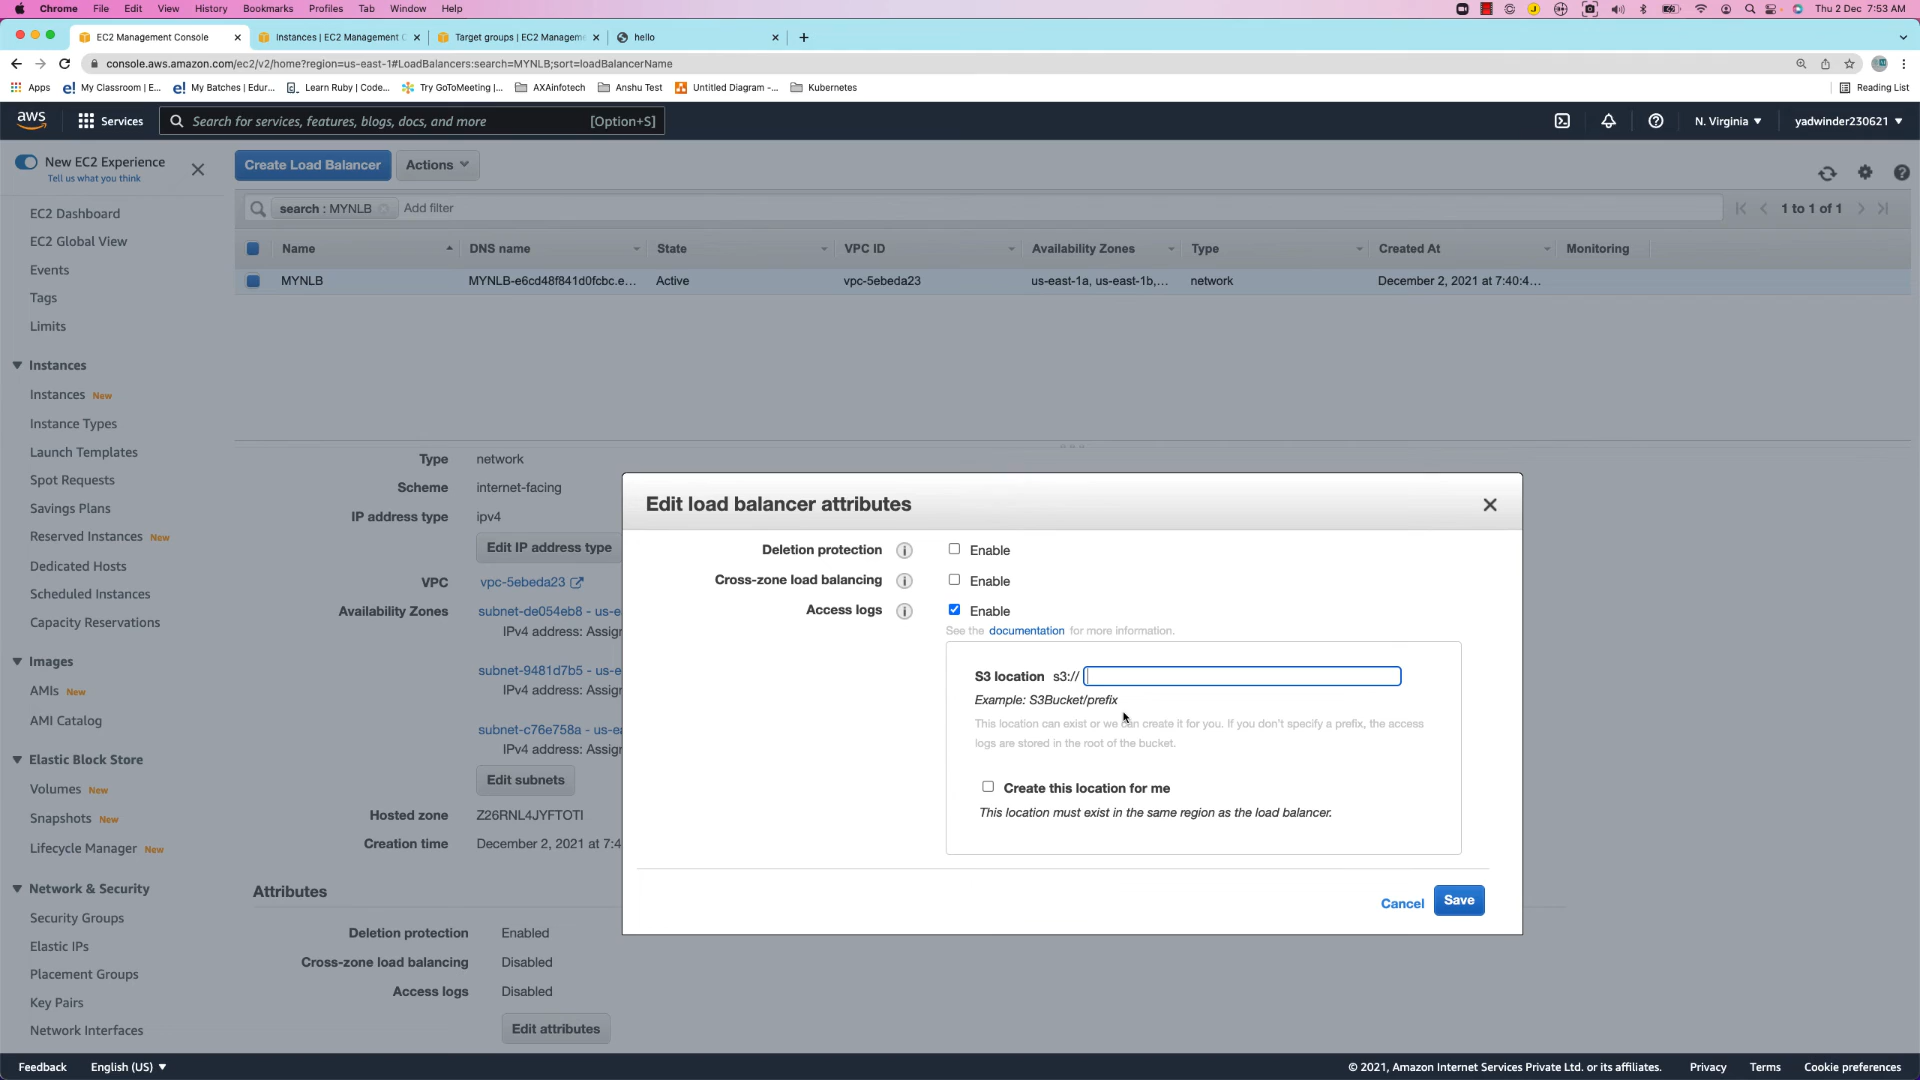 Chrome File Edit View History Bookmarks Profiles Tab Window Help Thu 2 Dec 7:53 AM
EC2 Management Console Instances | EC2 Management C Target groups | EC2 Manageme hello
console.aws.amazon.com/ec2/v2/home?region=us-east-1#LoadBalancers:search=MYNLB;sort=loadBalancerName
Apps My Classroom | E... My Batches | Edur... Learn Ruby | Code... Try GoToMeeting |... AXAinfotech Anshu Test Untitled Diagram -... Kubernetes Reading List
aws Services Search for services, features, blogs, docs, and more [Option+S] N. Virginia yadwinder230621
New EC2 Experience
Tell us what you think
Create Load Balancer Actions
search : MYNLB Add filter 1 to 1 of 1
Name DNS name State VPC ID Availability Zones Type Created At Monitoring
MYNLB MYNLB-e6cd48f841d0fcbc.e... Active vpc-5ebeda23 us-east-1a, us-east-1b,... network December 2, 2021 at 7:40:4...
EC2 Dashboard
EC2 Global View
Events
Tags
Limits
Instances
Instances New
Instance Types
Launch Templates
Spot Requests
Savings Plans
Reserved Instances New
Dedicated Hosts
Scheduled Instances
Capacity Reservations
Images
AMIs New
AMI Catalog
Elastic Block Store
Volumes New
Snapshots New
Lifecycle Manager New
Network & Security
Security Groups
Elastic IPs
Placement Groups
Key Pairs
Network Interfaces
Type network
Scheme internet-facing
IP address type ipv4
Edit IP address type
VPC vpc-5ebeda23
Availability Zones subnet-de054eb8 - us-e
IPv4 address: Assign
subnet-9481d7b5 - us-e
IPv4 address: Assign
subnet-c76e758a - us-ea
IPv4 address: Assign
Edit subnets
Hosted zone Z26RNL4JYFTOTI
Creation time December 2, 2021 at 7:4
Attributes
Deletion protection Enabled
Cross-zone load balancing Disabled
Access logs Disabled
Edit attributes
Edit load balancer attributes
Deletion protection i Enable
Cross-zone load balancing i Enable
Access logs i Enable
See the documentation for more information.
S3 location s3://
Example: S3Bucket/prefix
This location can exist or we can create it for you. If you don't specify a prefix, the access
logs are stored in the root of the bucket.
Create this location for me
This location must exist in the same region as the load balancer.
Cancel Save
Feedback English (US) © 2021, Amazon Internet Services Private Ltd. or its affiliates. Privacy Terms Cookie preferences